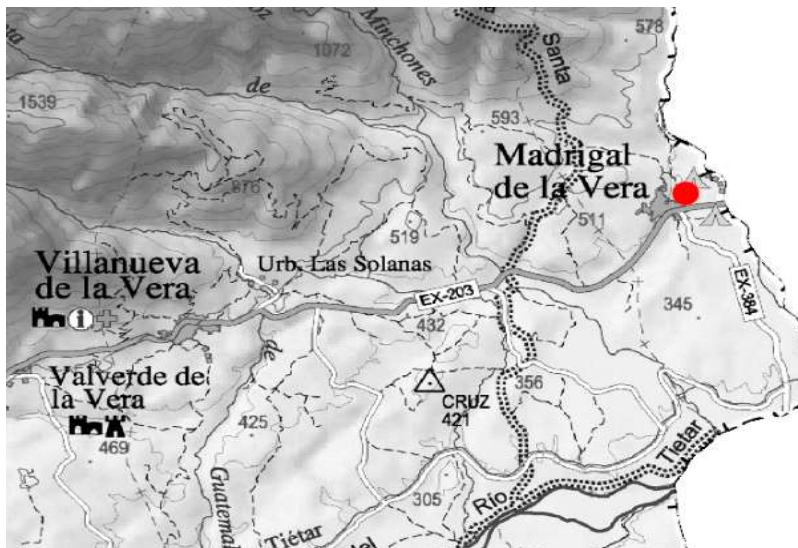 1072
de
Minchones
Santa
578
1539
593
Madrigal
de la Vera
876
511
519
Villanueva
de la Vera
Urb. Las Solanas
i
EX-203
432
345
EX-384
Valverde de
la Vera
de
CRUZ
421
356
425
469
305
Río
Tietar
Tiétar